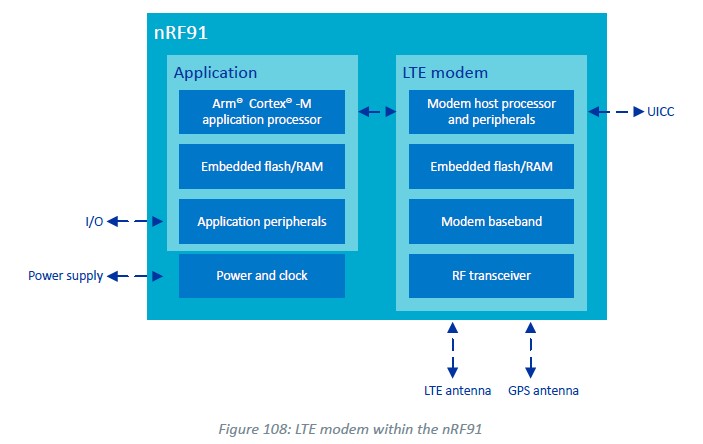 nRF91
Application
Arm® Cortex® -M
application processor
Embedded flash/RAM
Application peripherals
Power and clock
LTE modem
Modem host processor
and peripherals
Embedded flash/RAM
Modem baseband
RF transceiver
UICC
I/O
Power supply
LTE antenna
GPS antenna
Figure 108: LTE modem within the nRF91